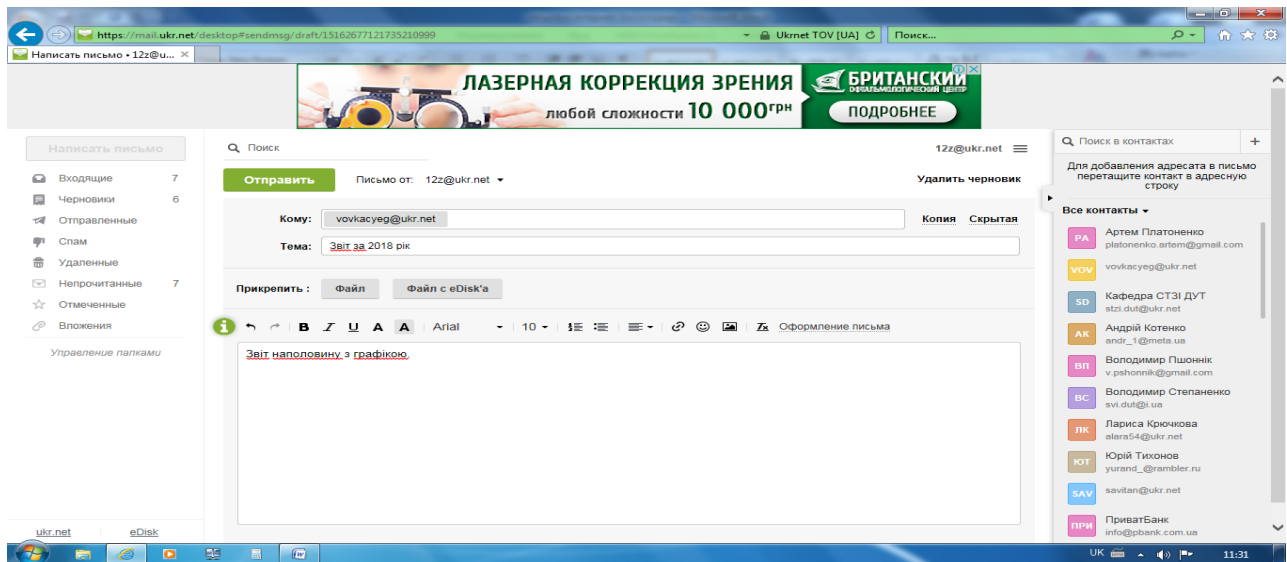 https://mail.ukr.net/desktop#sendmsg/draft/15162677121735210999
Ukrnet TOV [UA]
Поиск...
Написать письмо • 12z@u...
ЛАЗЕРНАЯ КОРРЕКЦИЯ ЗРЕНИЯ
любой сложности 10 000грн
БРИТАНСКИЙ
ОФТАЛЬМОЛОГИЧЕСКИЙ ЦЕНТР
ПОДРОБНЕЕ
Написать письмо
Входящие 7
Черновики 6
Отправленные
Спам
Удаленные
Непрочитанные 7
Отмеченные
Вложения
Управление папками
ukr.net eDisk
Поиск
12z@ukr.net
Отправить Письмо от: 12z@ukr.net Удалить черновик
Кому: vovkacyeg@ukr.net Копия Скрытая
Тема: Звіт за 2018 рік
Прикрепить : Файл Файл с eDisk'а
B I U A A Arial 10 Tx Оформление письма
Звіт наполовину з графікою.
Поиск в контактах +
Для добавления адресата в письмо
перетащите контакт в адресную
строку
Все контакты
PA Артем Платоненко
platonenko.artem@gmail.com
VOV vovkacyeg@ukr.net
SD Кафедра СТЗІ ДУТ
stzi.dut@ukr.net
АК Андрій Котенко
andr_1@meta.ua
ВП Володимир Пшоннік
v.pshonnik@gmail.com
ВС Володимир Степаненко
svi.dut@i.ua
ЛК Лариса Крючкова
alara54@ukr.net
ЮТ Юрій Тихонов
yurand_@rambler.ru
SAV savitan@ukr.net
ПРИ ПриватБанк
info@pbank.com.ua
UK 11:31